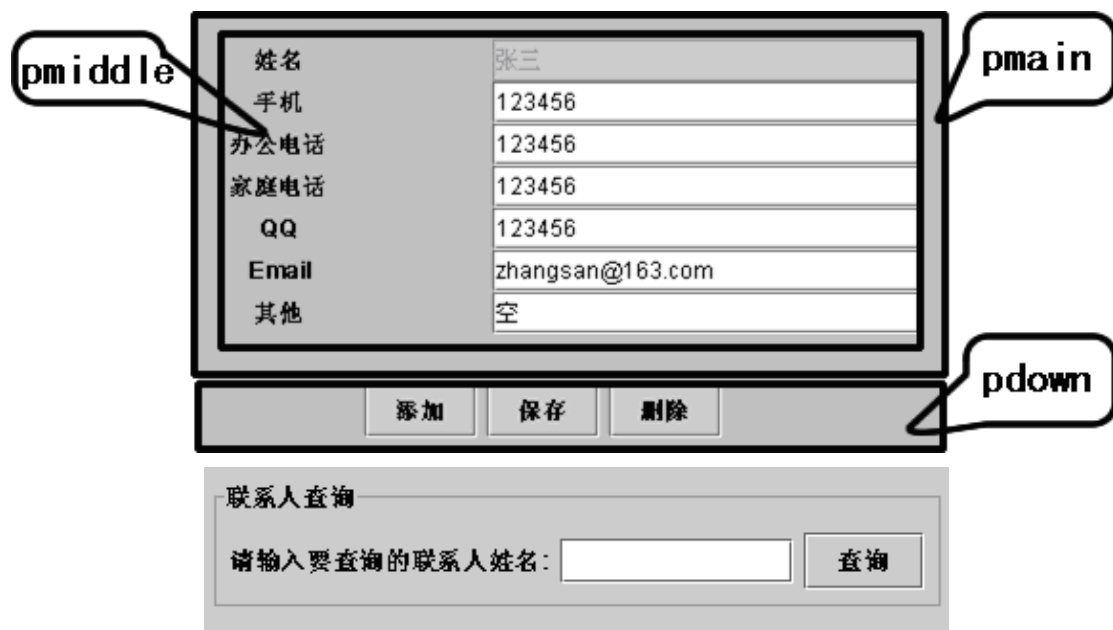 pmiddle
pmain
姓名 张三
手机 123456
办公电话 123456
家庭电话 123456
QQ 123456
Email zhangsan@163.com
其他 空
pdown
添加 保存 删除
联系人查询
请输入要查询的联系人姓名: 查询